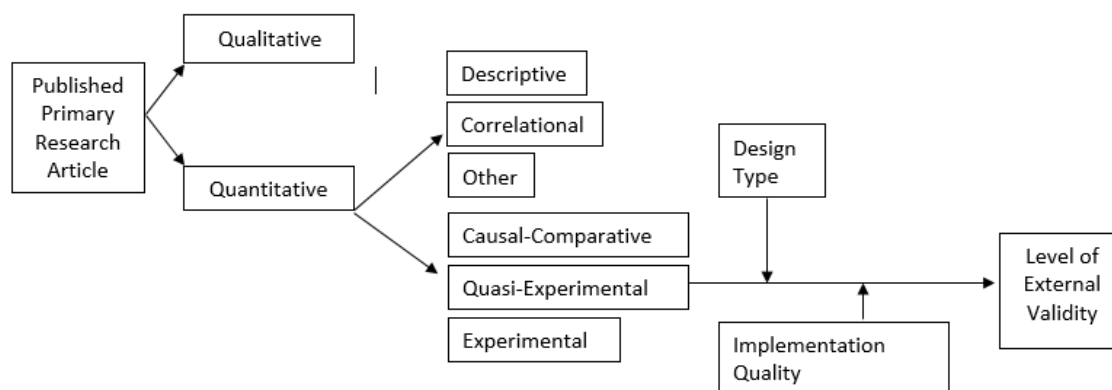 Published
Primary
Research
Article
Qualitative
Quantitative
Descriptive
Correlational
Other
Causal-Comparative
Quasi-Experimental
Experimental
Design
Type
Implementation
Quality
Level of
External
Validity